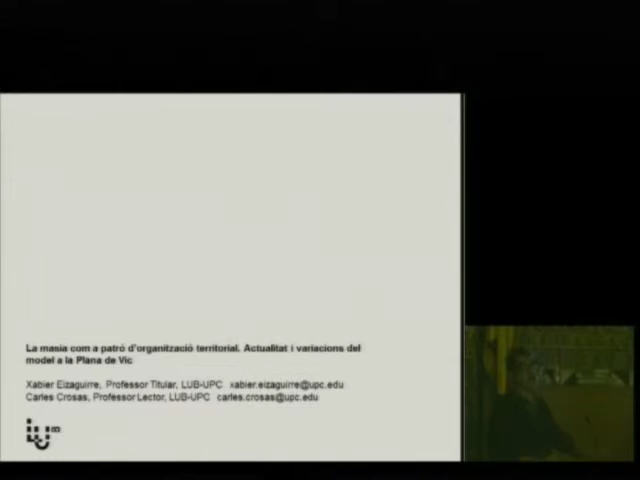 La masia com a patró d'organització territorial. Actualitat i variacions del
model a la Plana de Vic
Xabier Eizaguirre, Professor Titular, LUB-UPC xabier.eizaguirre@upc.edu
Carles Crosas, Professor Lector, LUB-UPC carles.crosas@upc.edu